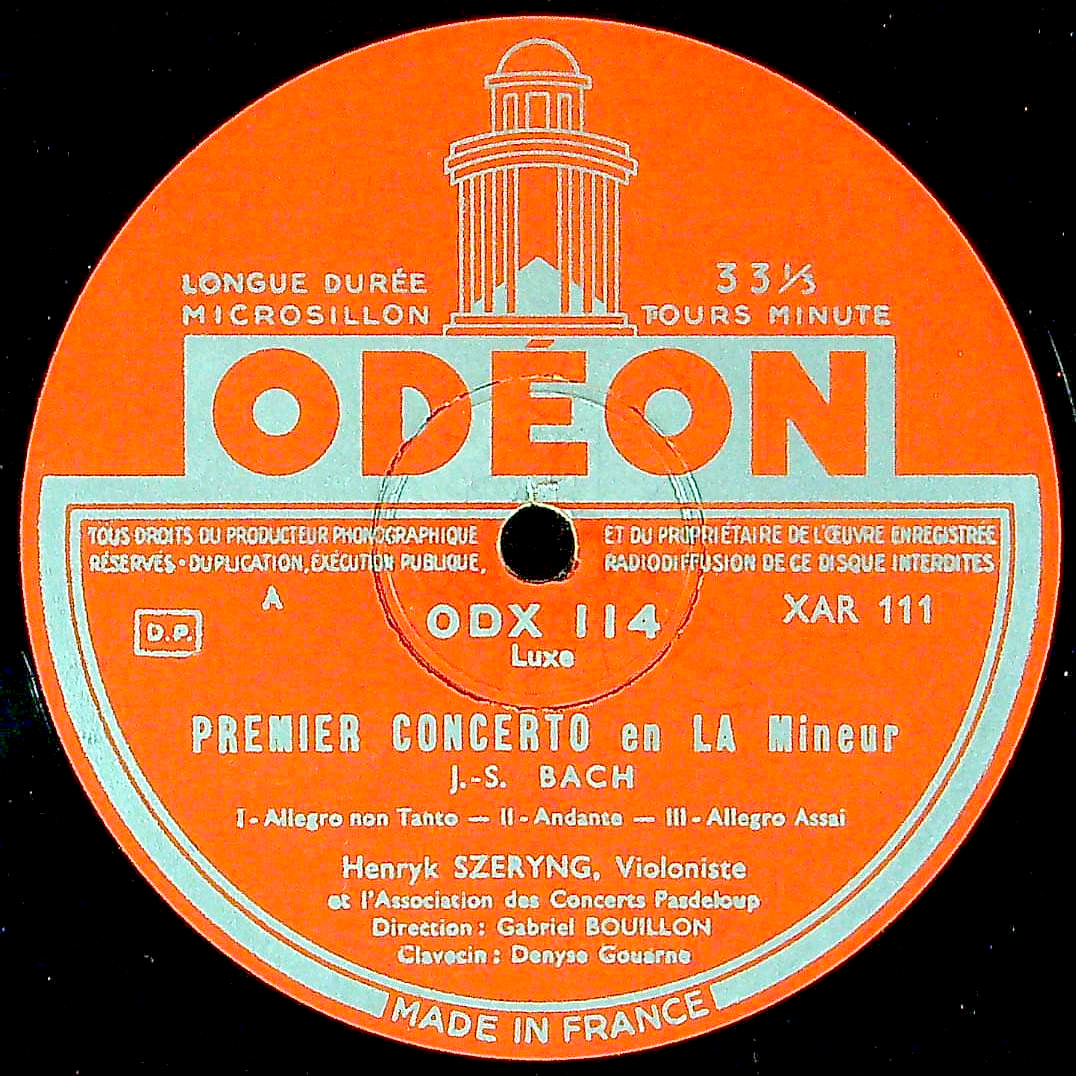 LONGUE DURÉE
MICROSILLON
33 1/3
TOURS MINUTE
ODÉON
TOUS DROITS DU PRODUCTEUR PHONOGRAPHIQUE ET DU PROPRIÉTAIRE DE L'ŒUVRE ENREGISTRÉE
RÉSERVÉS • DUPLICATION, EXÉCUTION PUBLIQUE, RADIODIFFUSION DE CE DISQUE INTERDITES
A
D.P.
ODX 114
Luxe
XAR 111
PREMIER CONCERTO en LA Mineur
J.-S. BACH
I - Allegro non Tanto — II - Andante — III - Allegro Assai
Henryk SZERYNG, Violoniste
et l'Association des Concerts Pasdeloup
Direction : Gabriel BOUILLON
Clavecin : Denyse Gouarne
MADE IN FRANCE